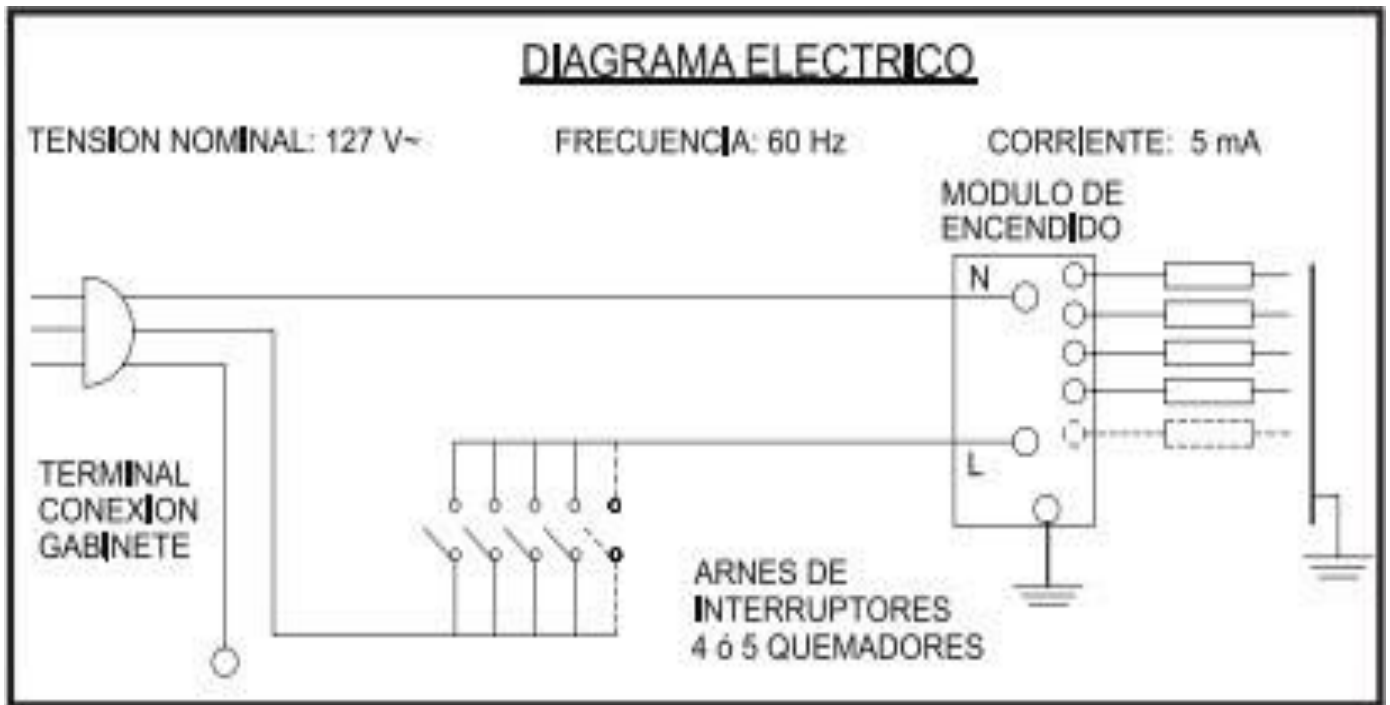 DIAGRAMA ELECTRICO
TENSION NOMINAL: 127 V~
FRECUENCIA: 60 Hz
CORRIENTE: 5 mA
MODULO DE
ENCENDIDO
N
L
TERMINAL
CONEXION
GABINETE
ARNES DE
INTERRUPTORES
4 ó 5 QUEMADORES